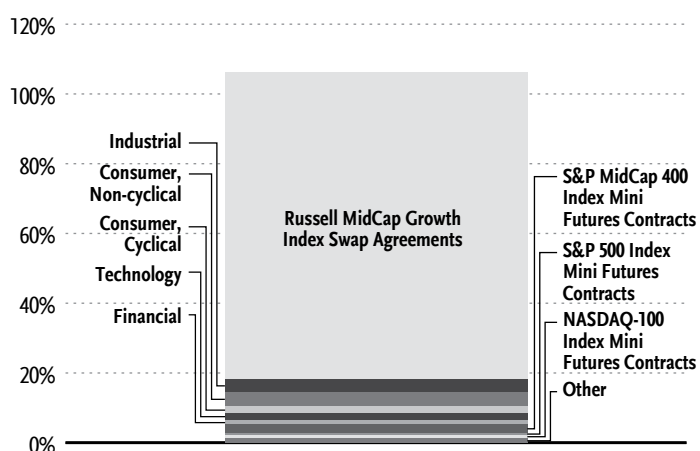 120%
100%
80%
60%
40%
20%
0%
Industrial
Consumer,
Non-cyclical
Consumer,
Cyclical
Technology
Financial
Russell MidCap Growth
Index Swap Agreements
S&P MidCap 400
Index Mini
Futures Contracts
S&P 500 Index
Mini Futures
Contracts
NASDAQ-100
Index Mini
Futures Contracts
Other